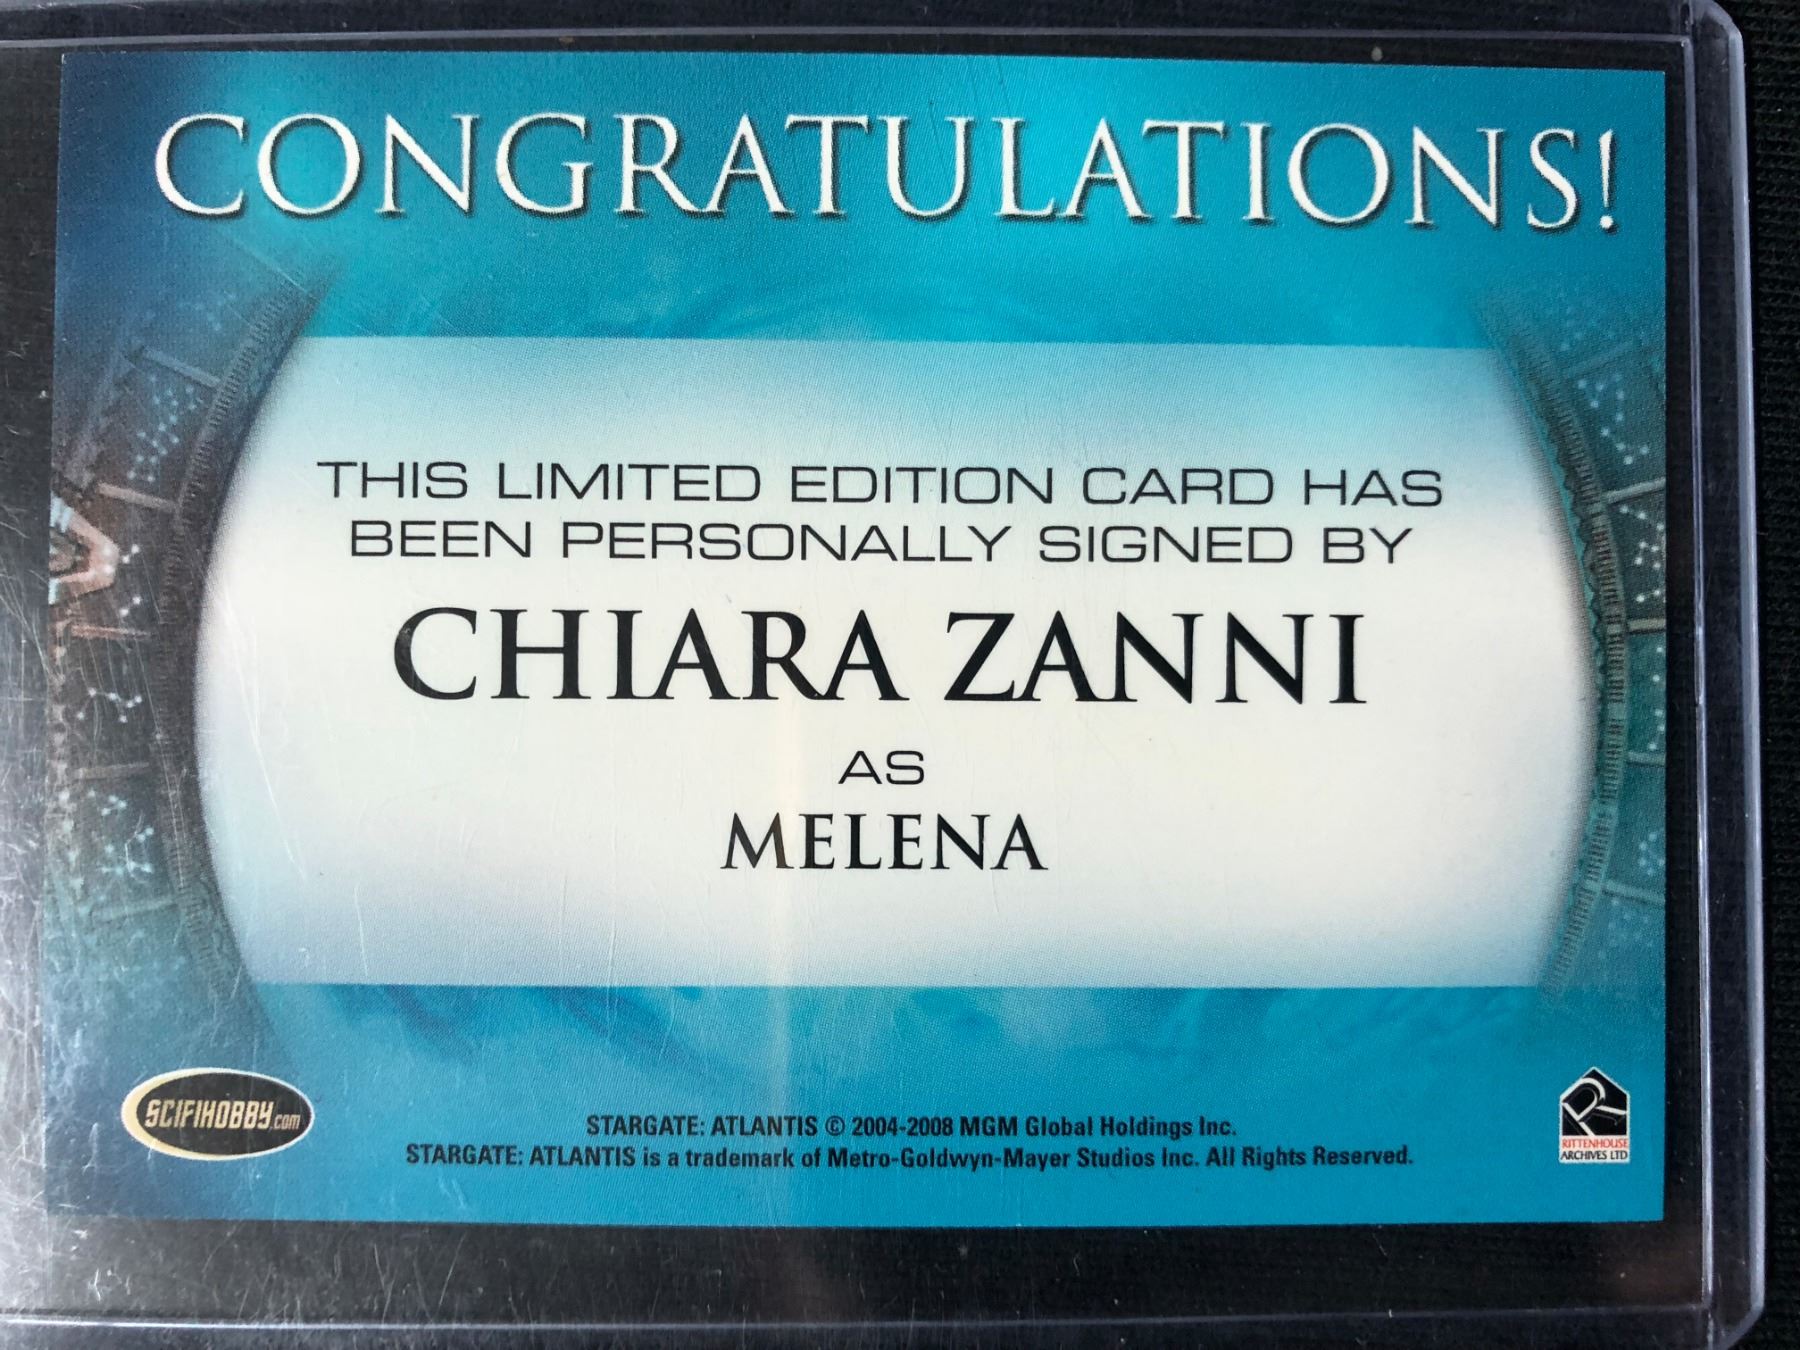 CONGRATULATIONS!
THIS LIMITED EDITION CARD HAS
BEEN PERSONALLY SIGNED BY
CHIARA ZANNI
AS
MELENA
SCIFIHOBBY.com
STARGATE: ATLANTIS © 2004-2008 MGM Global Holdings Inc.
STARGATE: ATLANTIS is a trademark of Metro-Goldwyn-Mayer Studios Inc. All Rights Reserved.
RITTENHOUSE
ARCHIVES LTD